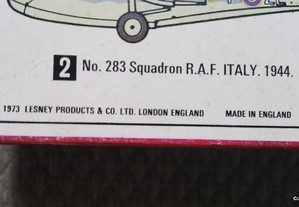 2 No. 283 Squadron R.A.F. ITALY. 1944.
1973 LESNEY PRODUCTS & CO. LTD. LONDON ENGLAND MADE IN ENGLAND